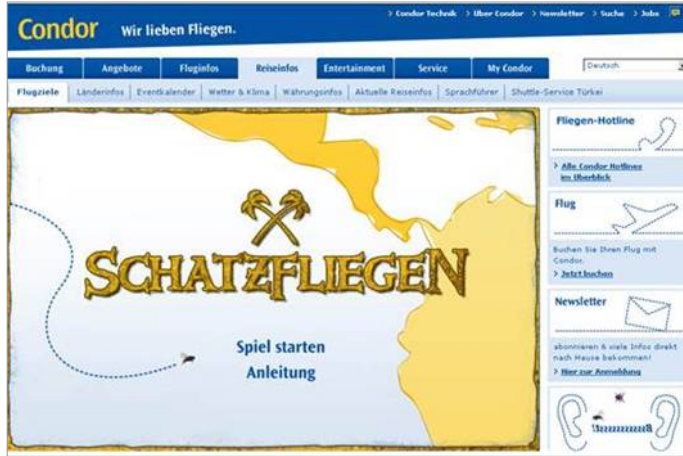 > Condor Technik > Über Condor > Newsletter > Suche > Jobs
Condor Wir lieben Fliegen.
Buchung Angebote Fluginfos Reiseinfos Entertainment Service My Condor Deutsch
Flugziele Länderinfos Eventkalender Wetter & Klima Währungsinfos Aktuelle Reiseinfos Sprachführer Shuttle-Service Türkei
SCHATZFLIEGEN
Spiel starten
Anleitung
Fliegen-Hotline
> Alle Condor Hotlines
im Überblick
Flug
Buchen Sie Ihren Flug mit
Condor.
> Jetzt buchen
Newsletter
abonnieren & viele Infos direkt
nach Hause bekommen!
> Hier zur Anmeldung